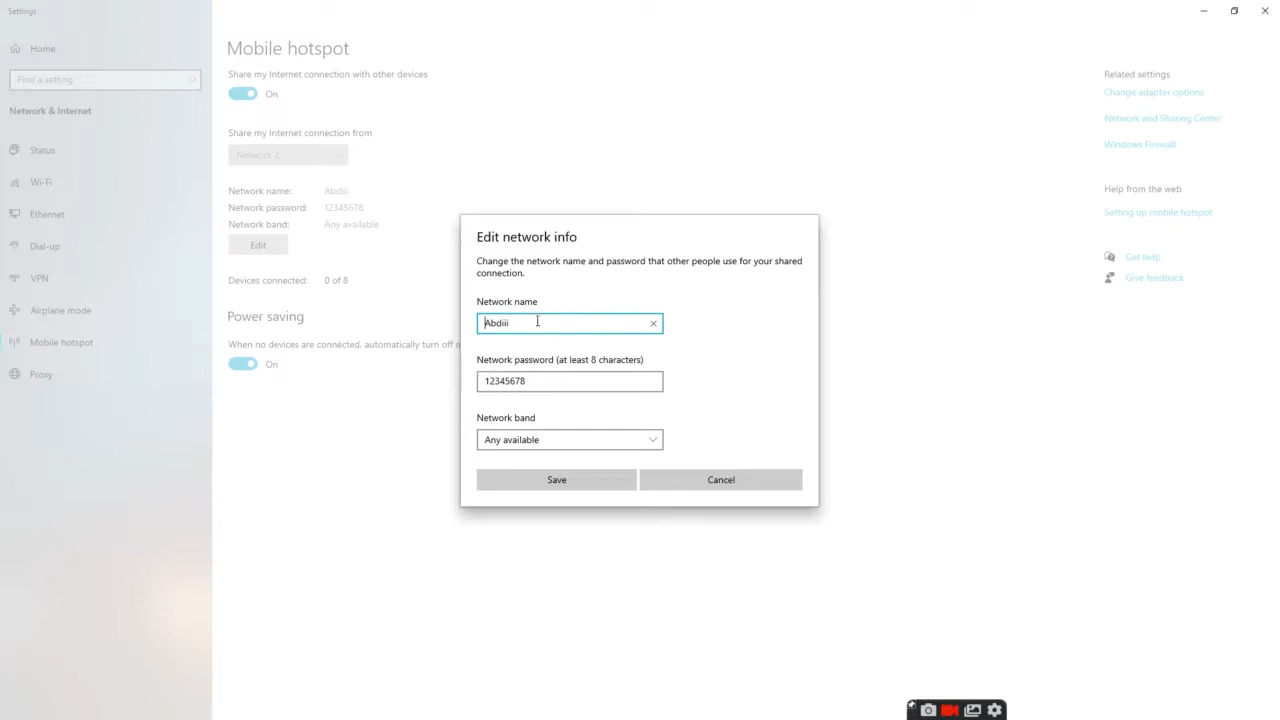 Settings
Home
Find a setting
Network & Internet
Status
Wi-Fi
Ethernet
Dial-up
VPN
Airplane mode
Mobile hotspot
Proxy
Mobile hotspot
Share my Internet connection with other devices
On
Share my Internet connection from
Network 2,
Network name: Abdiii
Network password: 12345678
Network band: Any available
Edit
Devices connected: 0 of 8
Power saving
When no devices are connected, automatically turn off
On
Edit network info
Change the network name and password that other people use for your shared
connection.
Network name
Abdiii
Network password (at least 8 characters)
12345678
Network band
Any available
Save
Cancel
Related settings
Change adapter options
Network and Sharing Center
Windows Firewall
Help from the web
Setting up mobile hotspot
Get help
Give feedback